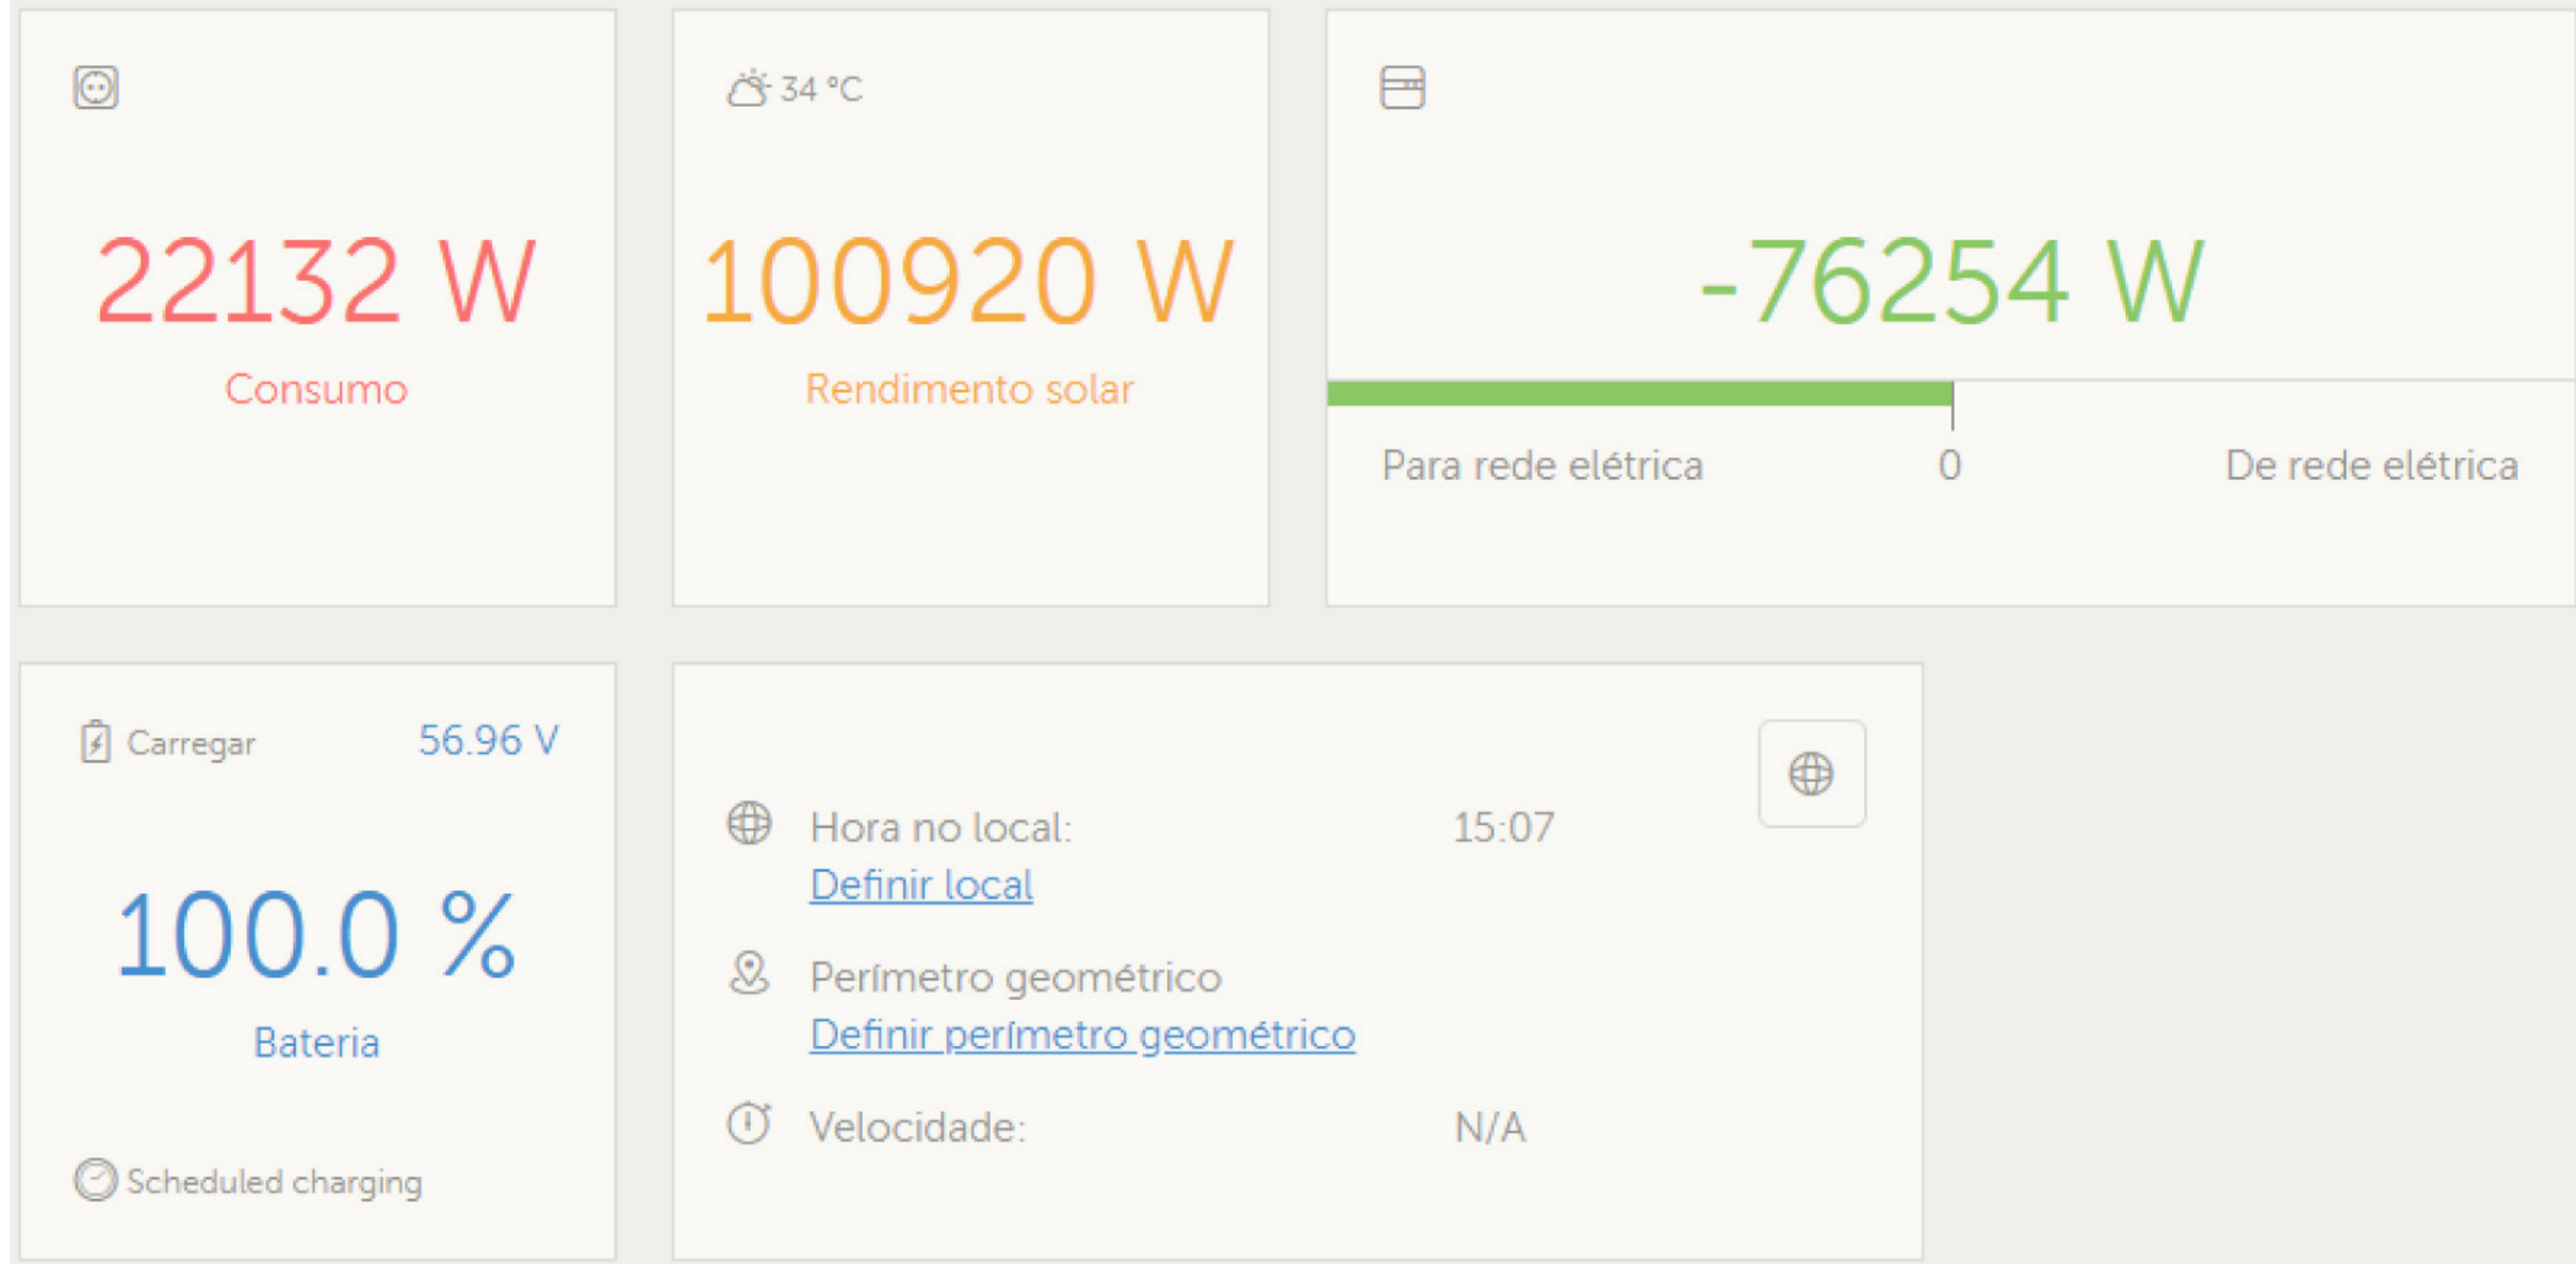 22132 W
Consumo
34 °C
100920 W
Rendimento solar
-76254 W
Para rede elétrica 0 De rede elétrica
Carregar 56.96 V
100.0 %
Bateria
Scheduled charging
Hora no local: 15:07
Definir local
Perímetro geométrico
Definir perímetro geométrico
Velocidade: N/A